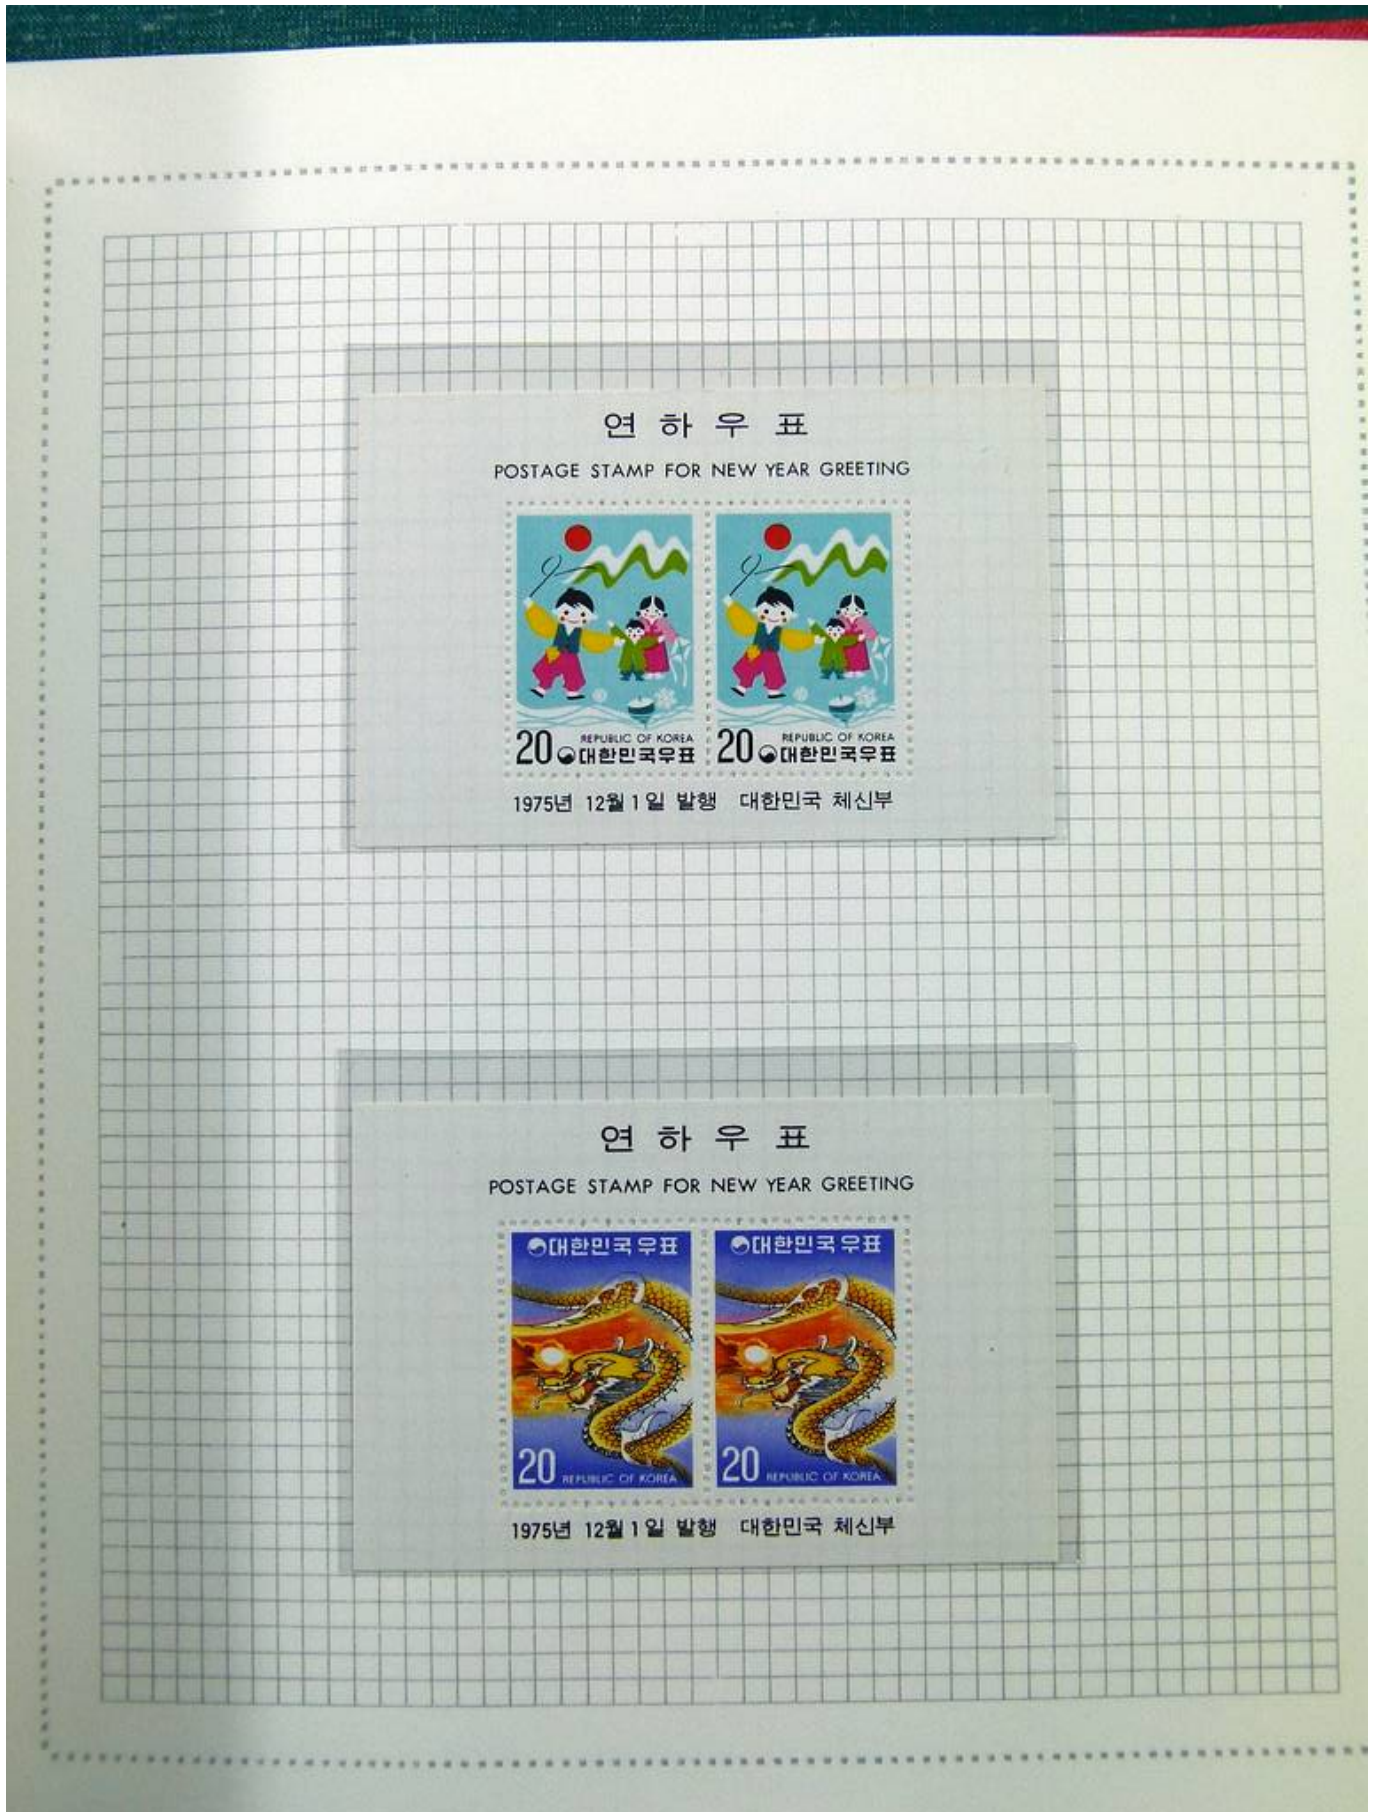 연하우표
POSTAGE STAMP FOR NEW YEAR GREETING
REPUBLIC OF KOREA
20 대한민국우표
REPUBLIC OF KOREA
20 대한민국우표
1975년 12월 1일 발행 대한민국 체신부
연하우표
POSTAGE STAMP FOR NEW YEAR GREETING
대한민국우표
20 REPUBLIC OF KOREA
대한민국우표
20 REPUBLIC OF KOREA
1975년 12월 1일 발행 대한민국 체신부